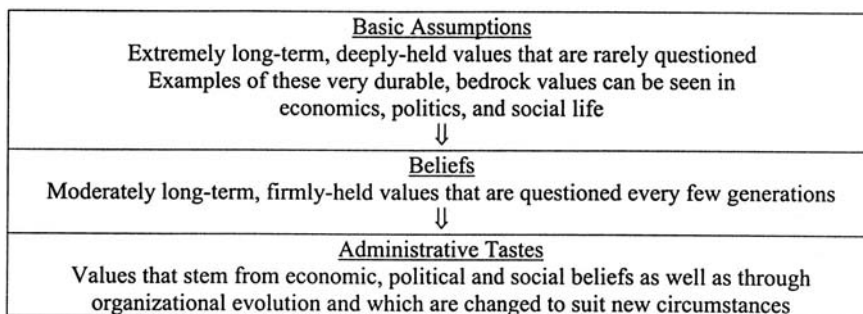 Basic Assumptions
Extremely long-term, deeply-held values that are rarely questioned
Examples of these very durable, bedrock values can be seen in
economics, politics, and social life
⇓
Beliefs
Moderately long-term, firmly-held values that are questioned every few generations
⇓
Administrative Tastes
Values that stem from economic, political and social beliefs as well as through
organizational evolution and which are changed to suit new circumstances